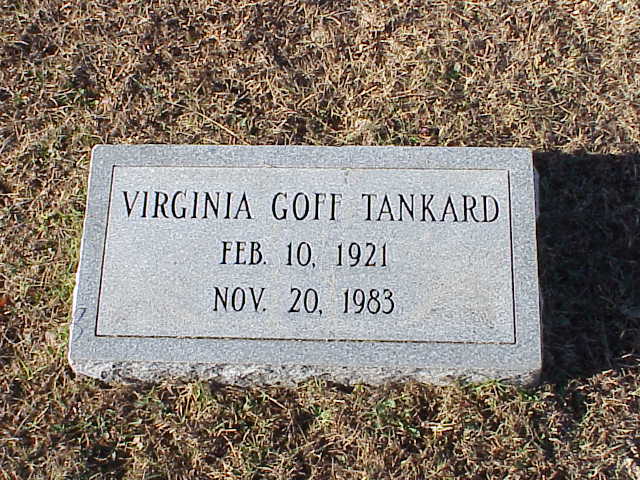 VIRGINIA GOFF TANKARD
FEB. 10, 1921
NOV. 20, 1983